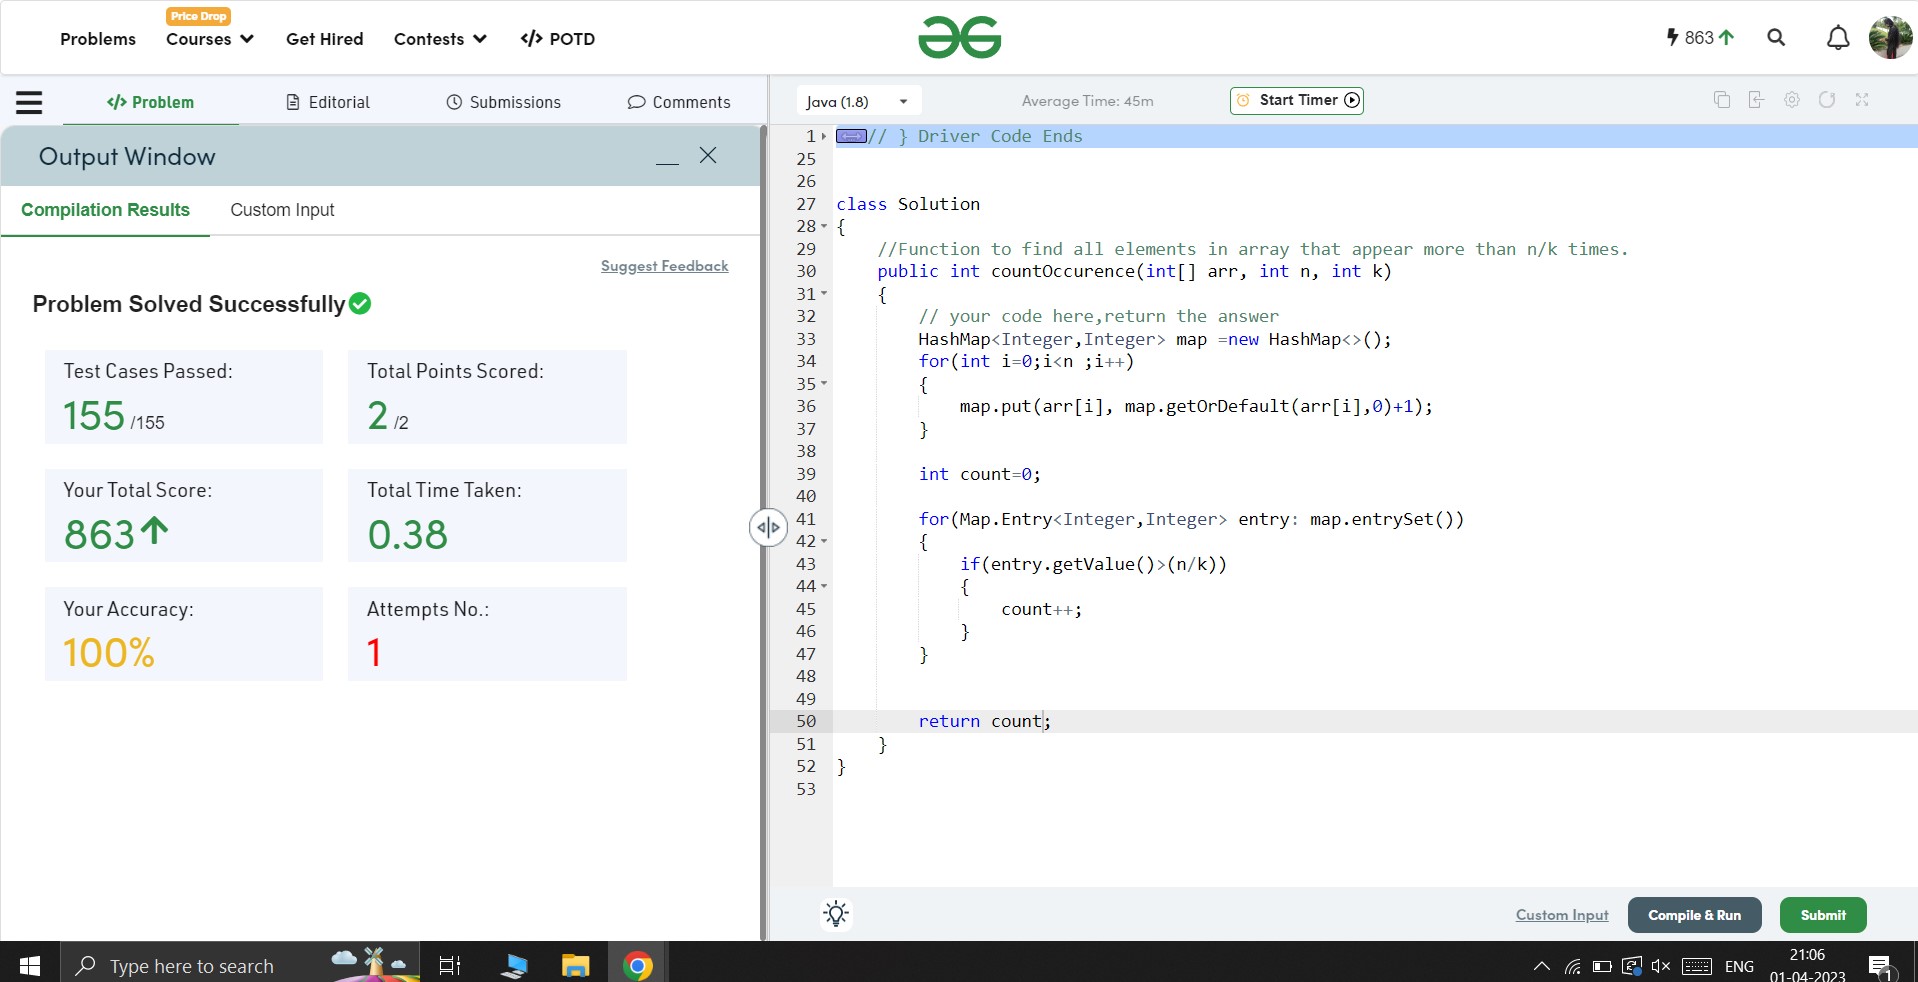 Price Drop
Problems Courses Get Hired Contests </> POTD
863
</> Problem Editorial Submissions Comments
Output Window
Compilation Results Custom Input
Suggest Feedback
Problem Solved Successfully
Test Cases Passed:
155 /155
Total Points Scored:
2 /2
Your Total Score:
863
Total Time Taken:
0.38
Your Accuracy:
100%
Attempts No.:
1
Java (1.8) Average Time: 45m Start Timer
1 // } Driver Code Ends
25
26
27 class Solution
28 {
29 //Function to find all elements in array that appear more than n/k times.
30 public int countOccurence(int[] arr, int n, int k)
31 {
32 // your code here,return the answer
33 HashMap<Integer,Integer> map =new HashMap<>();
34 for(int i=0;i<n ;i++)
35 {
36 map.put(arr[i], map.getOrDefault(arr[i],0)+1);
37 }
38
39 int count=0;
40
41 for(Map.Entry<Integer,Integer> entry: map.entrySet())
42 {
43 if(entry.getValue()>(n/k))
44 {
45 count++;
46 }
47 }
48
49
50 return count;
51 }
52 }
53
Custom Input Compile & Run Submit
Type here to search
ENG
21:06
01-04-2023
1